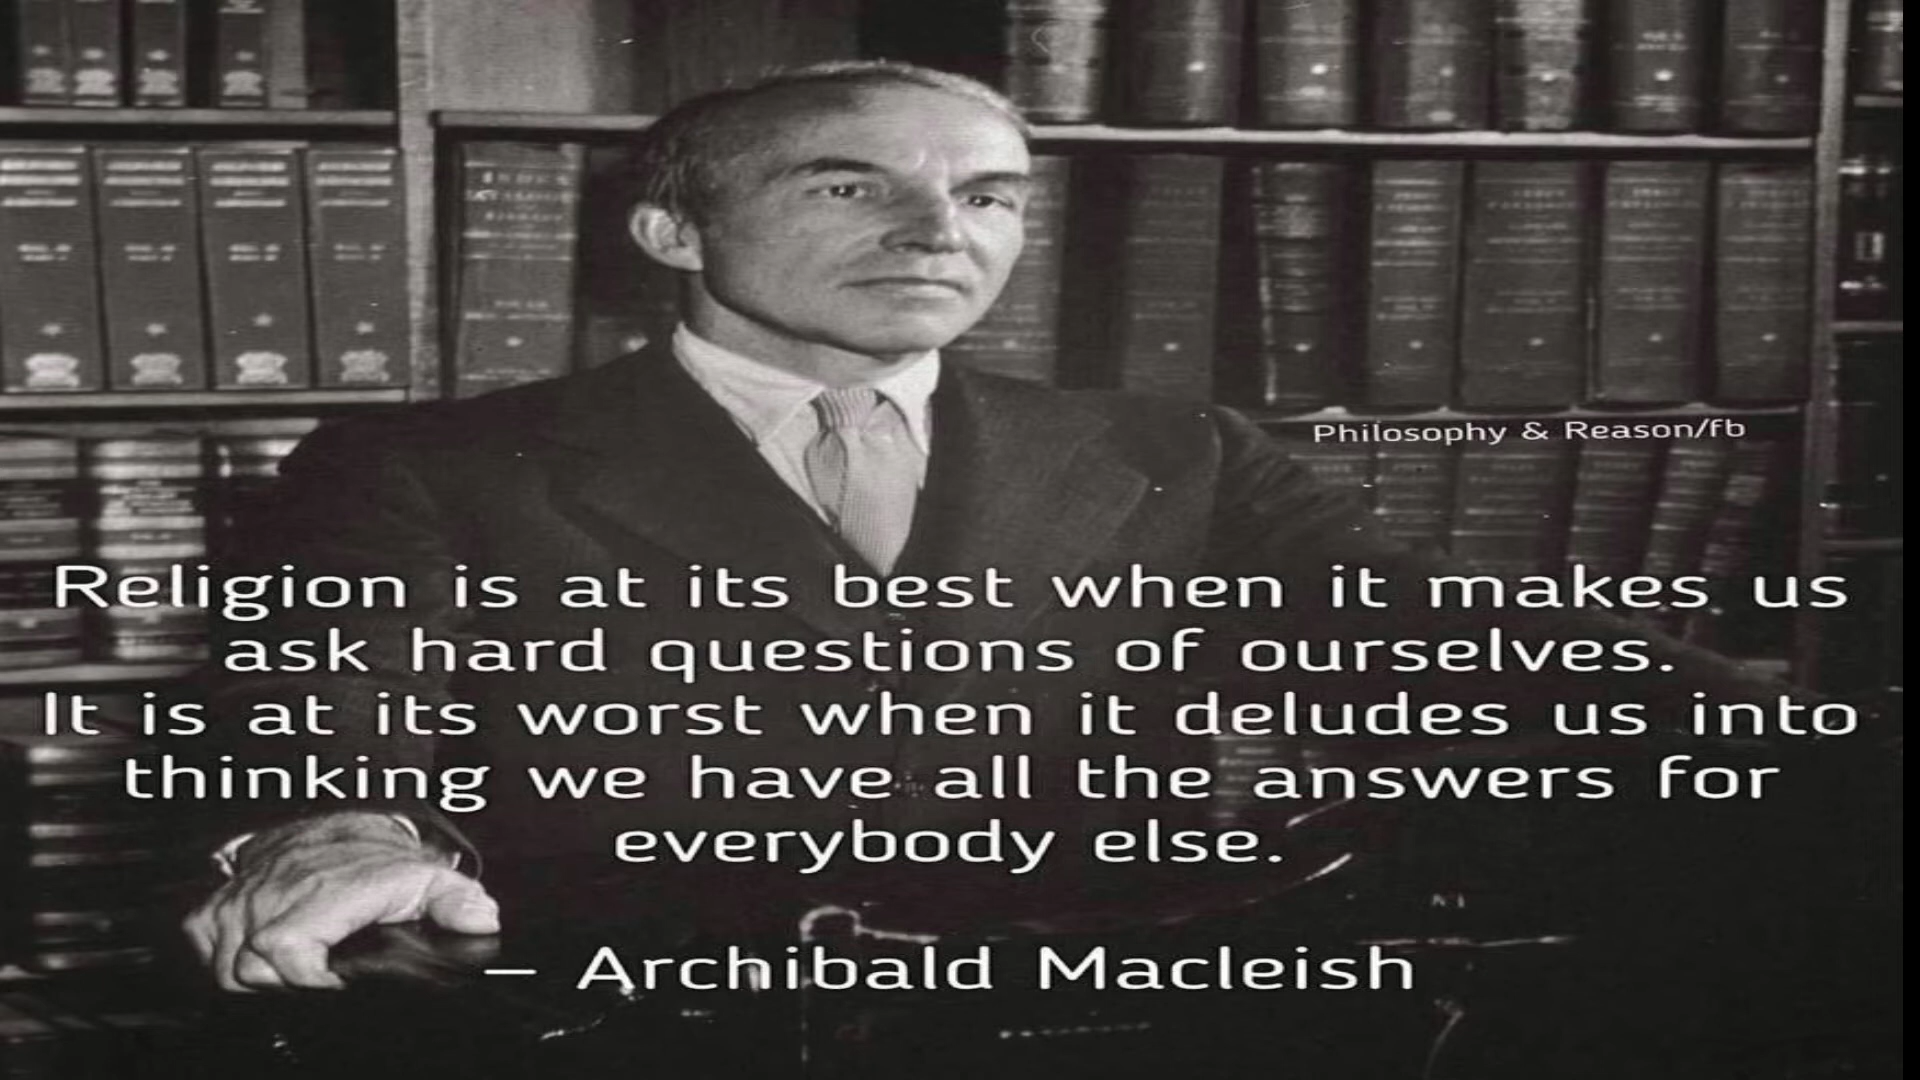 Philosophy & Reason/fb
Religion is at its best when it makes us
ask hard questions of ourselves.
It is at its worst when it deludes us into
thinking we have all the answers for
everybody else.
– Archibald Macleish